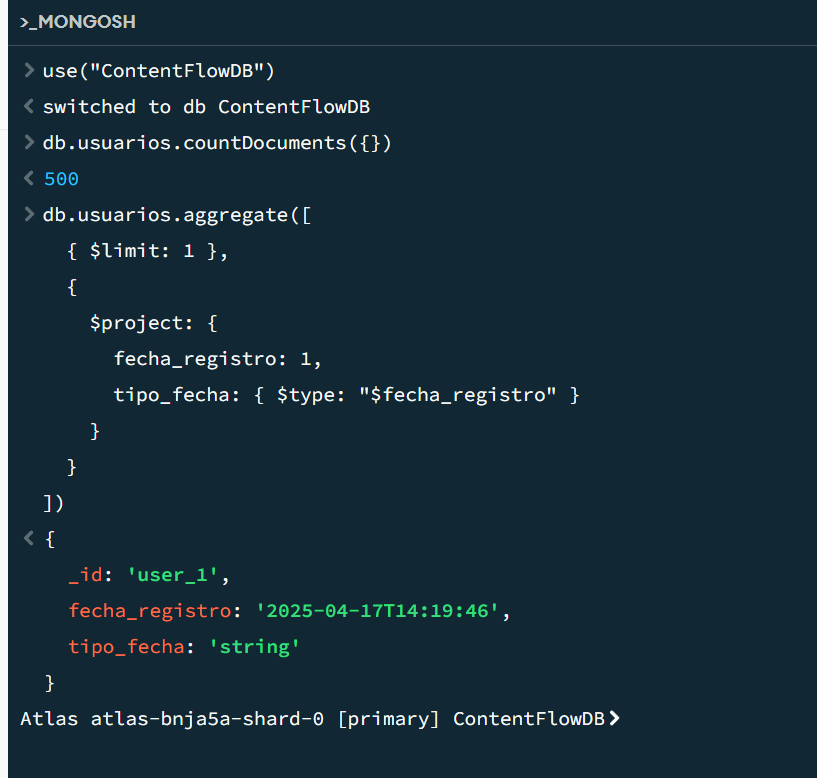 >_MONGOSH
> use("ContentFlowDB")
< switched to db ContentFlowDB
> db.usuarios.countDocuments({})
< 500
> db.usuarios.aggregate([
{ $limit: 1 },
{
$project: {
fecha_registro: 1,
tipo_fecha: { $type: "$fecha_registro" }
}
}
])
< {
_id: 'user_1',
fecha_registro: '2025-04-17T14:19:46',
tipo_fecha: 'string'
}
Atlas atlas-bnja5a-shard-0 [primary] ContentFlowDB>